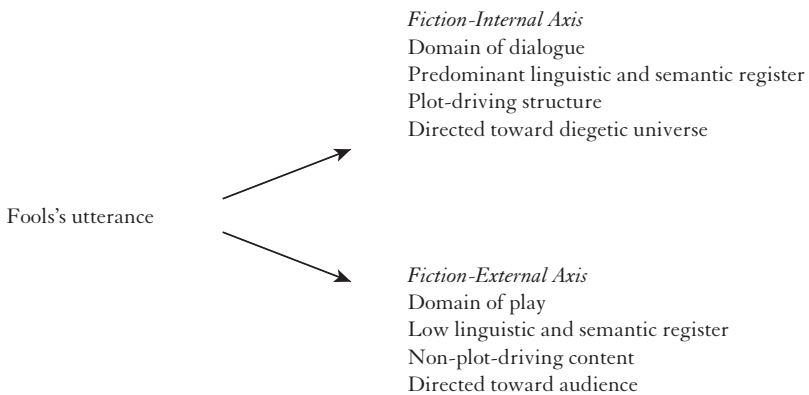 Fiction-Internal Axis
Domain of dialogue
Predominant linguistic and semantic register
Plot-driving structure
Directed toward diegetic universe
Fools's utterance
Fiction-External Axis
Domain of play
Low linguistic and semantic register
Non-plot-driving content
Directed toward audience